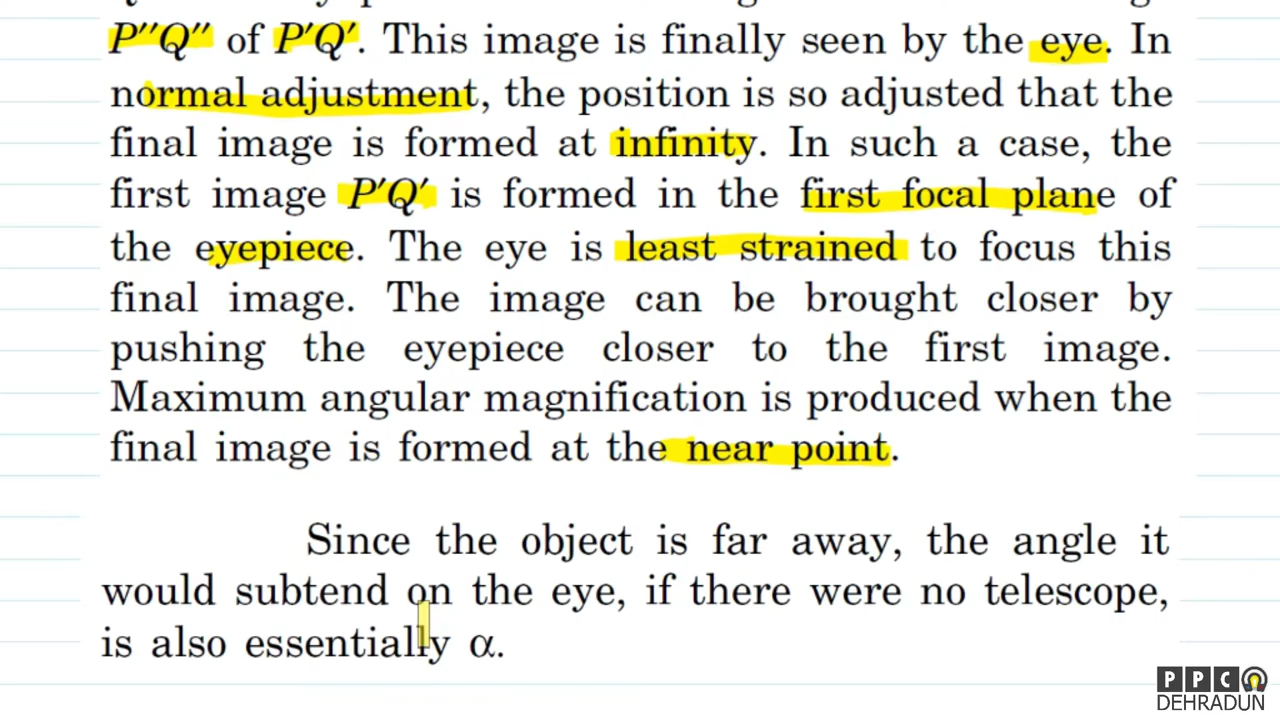 P″Q″ of P′Q′. This image is finally seen by the eye. In
normal adjustment, the position is so adjusted that the
final image is formed at infinity. In such a case, the
first image P′Q′ is formed in the first focal plane of
the eyepiece. The eye is least strained to focus this
final image. The image can be brought closer by
pushing the eyepiece closer to the first image.
Maximum angular magnification is produced when the
final image is formed at the near point.
Since the object is far away, the angle it
would subtend on the eye, if there were no telescope,
is also essentially α.
PPC
DEHRADUN